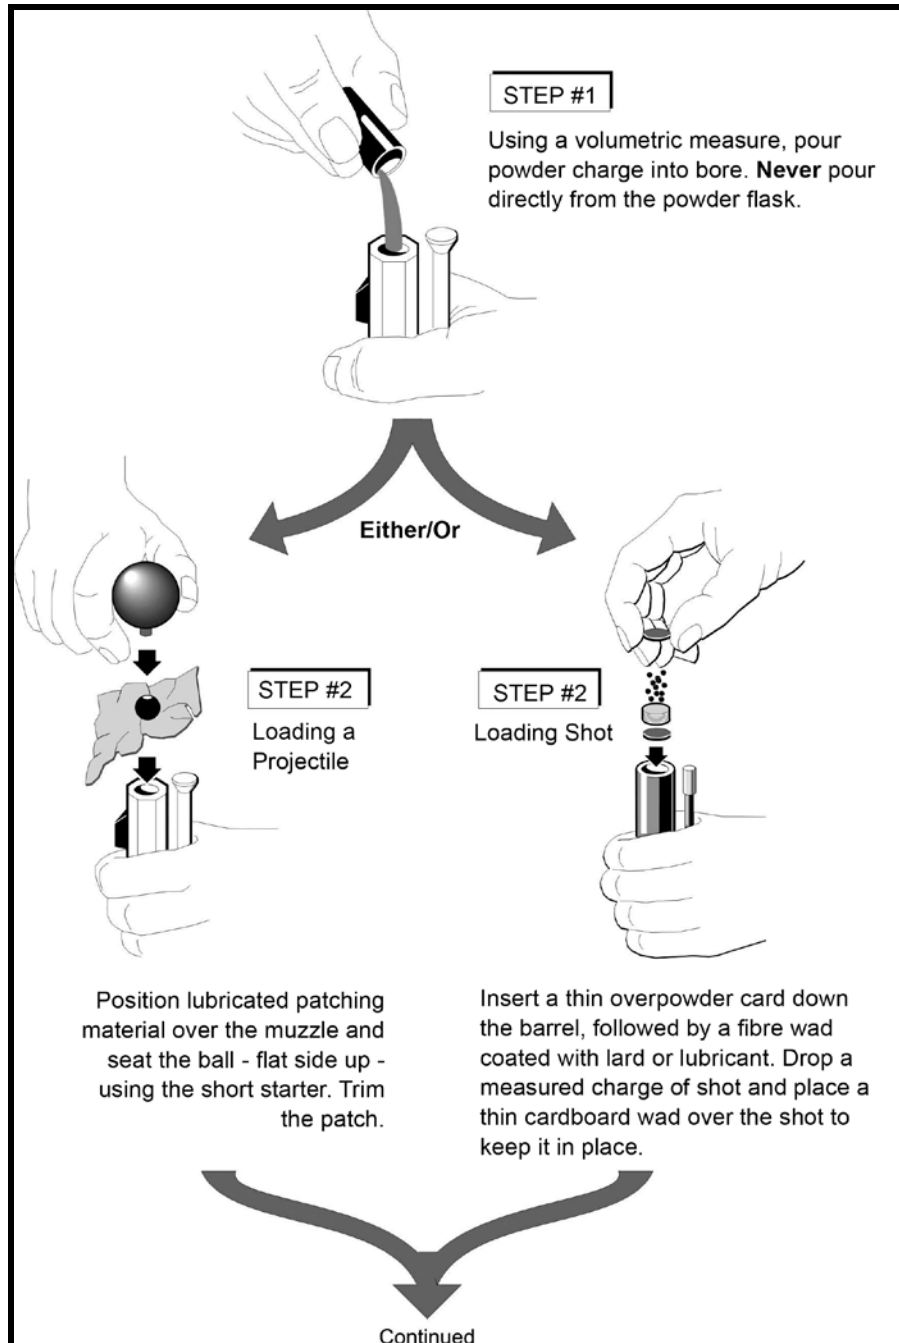 STEP #1
Using a volumetric measure, pour
powder charge into bore. Never pour
directly from the powder flask.
Either/Or
STEP #2
Loading a
Projectile
STEP #2
Loading Shot
Position lubricated patching
material over the muzzle and
seat the ball - flat side up -
using the short starter. Trim
the patch.
Insert a thin overpowder card down
the barrel, followed by a fibre wad
coated with lard or lubricant. Drop a
measured charge of shot and place a
thin cardboard wad over the shot to
keep it in place.
Continued